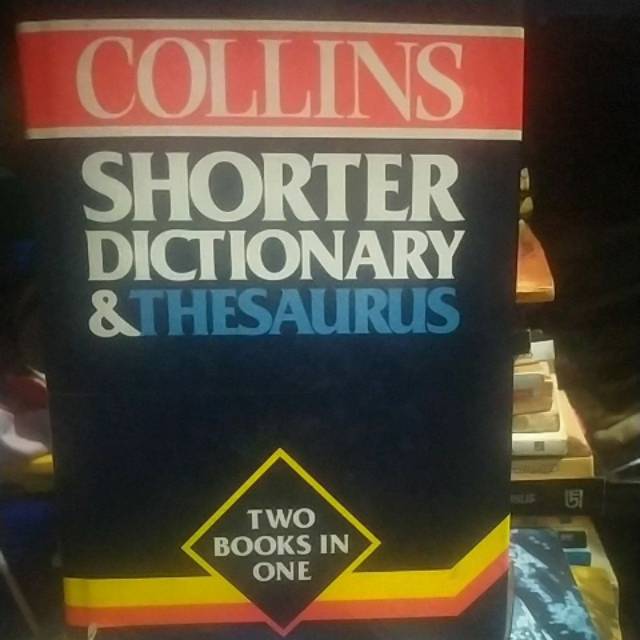 COLLINS
SHORTER
DICTIONARY
&THESAURUS
TWO
BOOKS IN
ONE